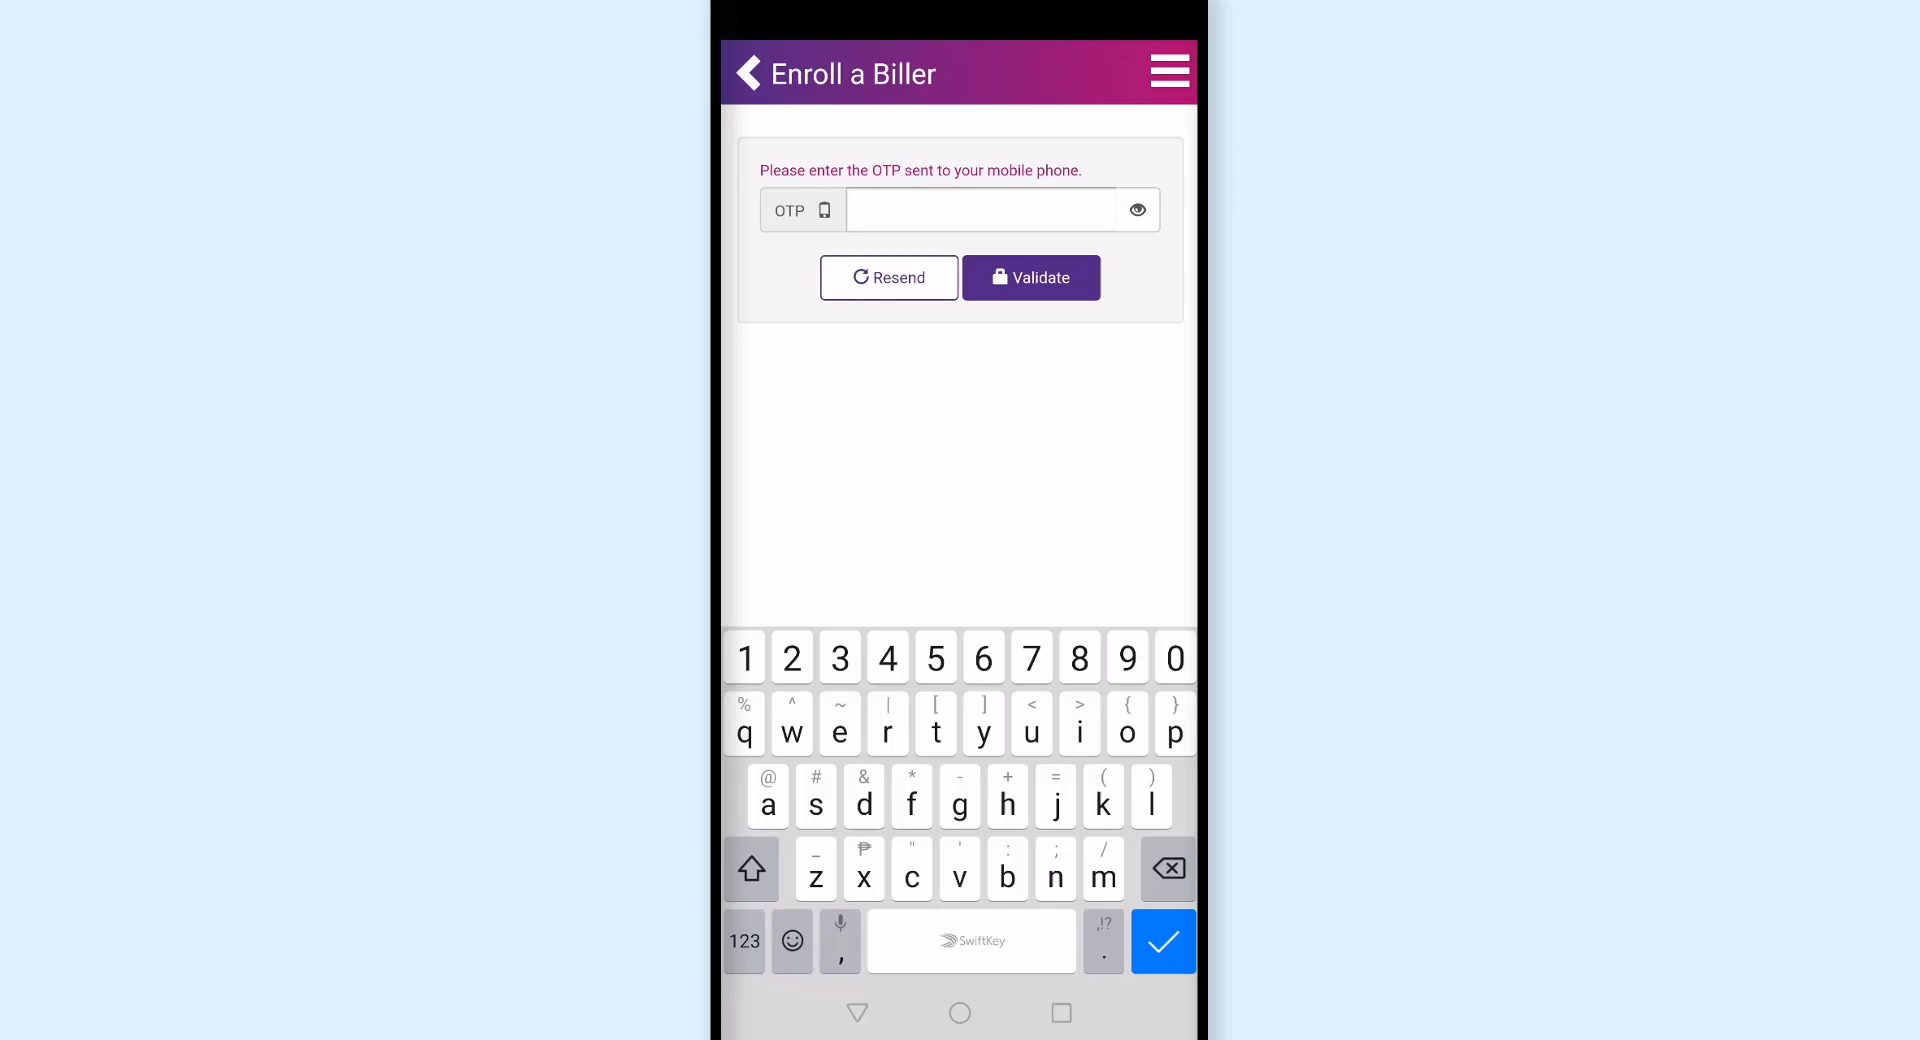 Enroll a Biller
Please enter the OTP sent to your mobile phone.
OTP
Resend Validate
1 2 3 4 5 6 7 8 9 0
% ^ ~ | [ ] < > { }
q w e r t y u i o p
@ # & * - + = ( )
a s d f g h j k l
_ ₱ " ' : ; /
z x c v b n m
,!?
123 , SwiftKey .